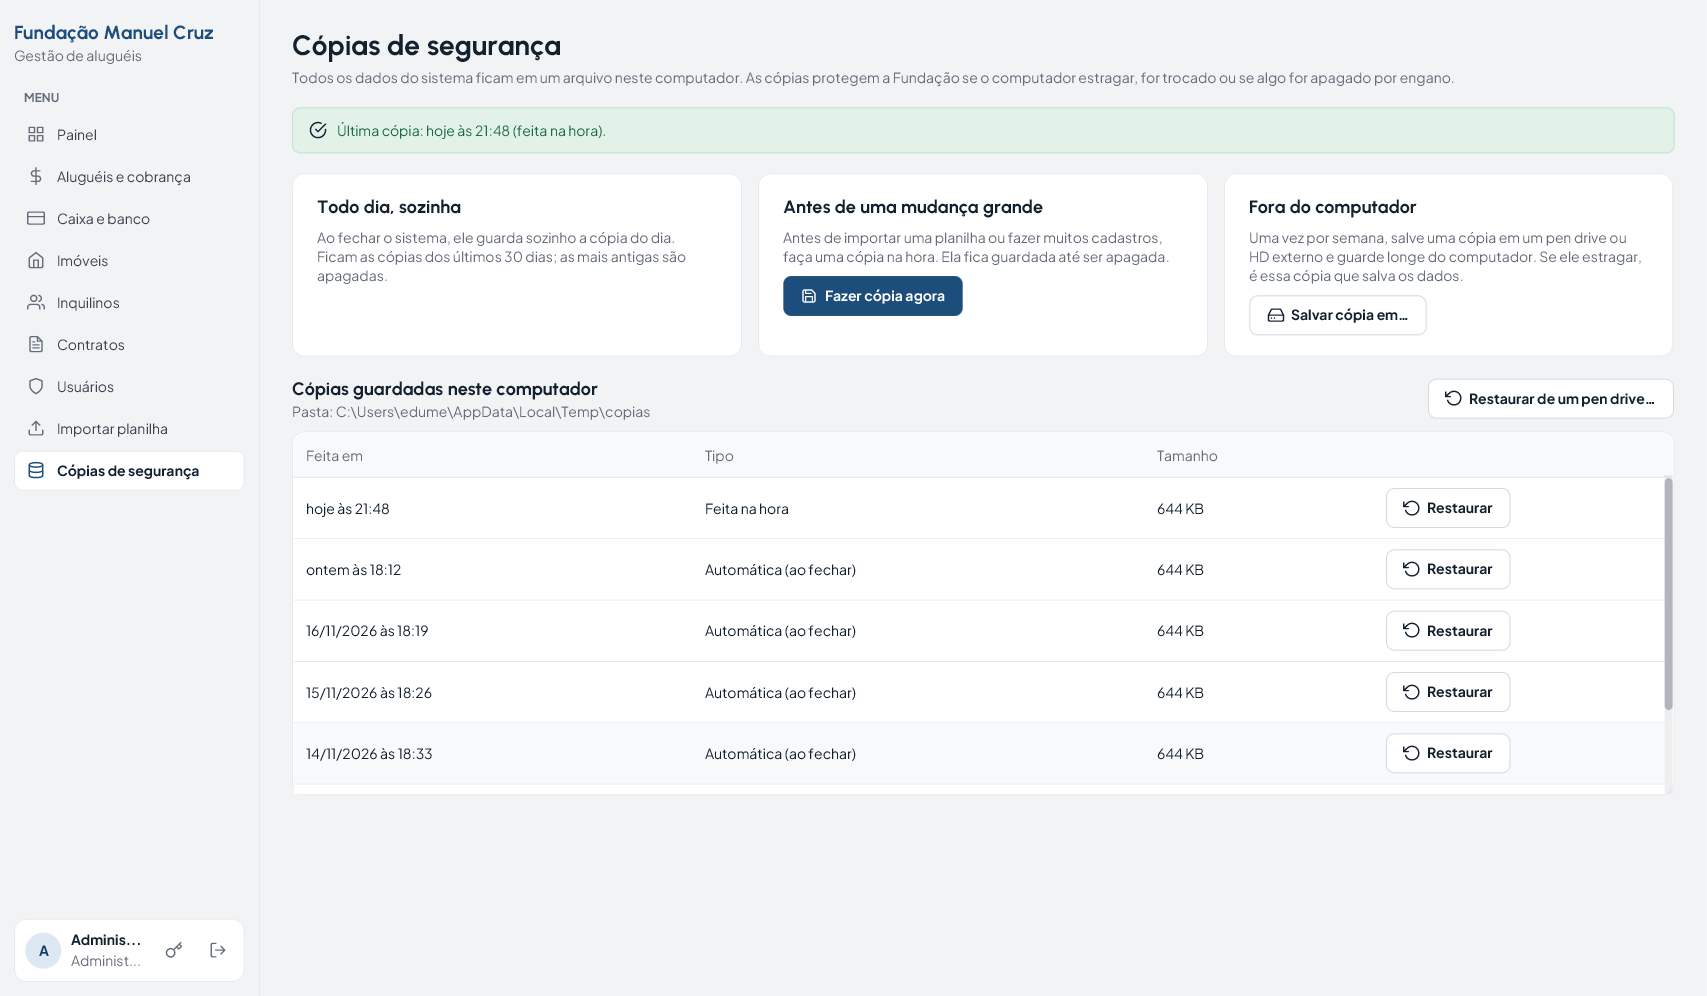 Fundação Manuel Cruz
Gestão de aluguéis
MENU
Painel
Aluguéis e cobrança
Caixa e banco
Imóveis
Inquilinos
Contratos
Usuários
Importar planilha
Cópias de segurança
A
Adminis...
Administ...
Cópias de segurança
Todos os dados do sistema ficam em um arquivo neste computador. As cópias protegem a Fundação se o computador estragar, for trocado ou se algo for apagado por engano.
Última cópia: hoje às 21:48 (feita na hora).
Todo dia, sozinha
Ao fechar o sistema, ele guarda sozinho a cópia do dia.
Ficam as cópias dos últimos 30 dias; as mais antigas são
apagadas.
Antes de uma mudança grande
Antes de importar uma planilha ou fazer muitos cadastros,
faça uma cópia na hora. Ela fica guardada até ser apagada.
Fazer cópia agora
Fora do computador
Uma vez por semana, salve uma cópia em um pen drive ou
HD externo e guarde longe do computador. Se ele estragar,
é essa cópia que salva os dados.
Salvar cópia em...
Cópias guardadas neste computador
Pasta: C:\Users\edume\AppData\Local\Temp\copias
Restaurar de um pen drive...
Feita em Tipo Tamanho
hoje às 21:48 Feita na hora 644 KB Restaurar
ontem às 18:12 Automática (ao fechar) 644 KB Restaurar
16/11/2026 às 18:19 Automática (ao fechar) 644 KB Restaurar
15/11/2026 às 18:26 Automática (ao fechar) 644 KB Restaurar
14/11/2026 às 18:33 Automática (ao fechar) 644 KB Restaurar